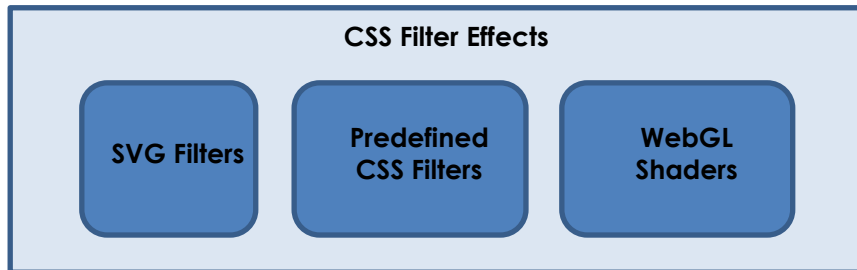 CSS Filter Effects
SVG Filters
Predefined
CSS Filters
WebGL
Shaders